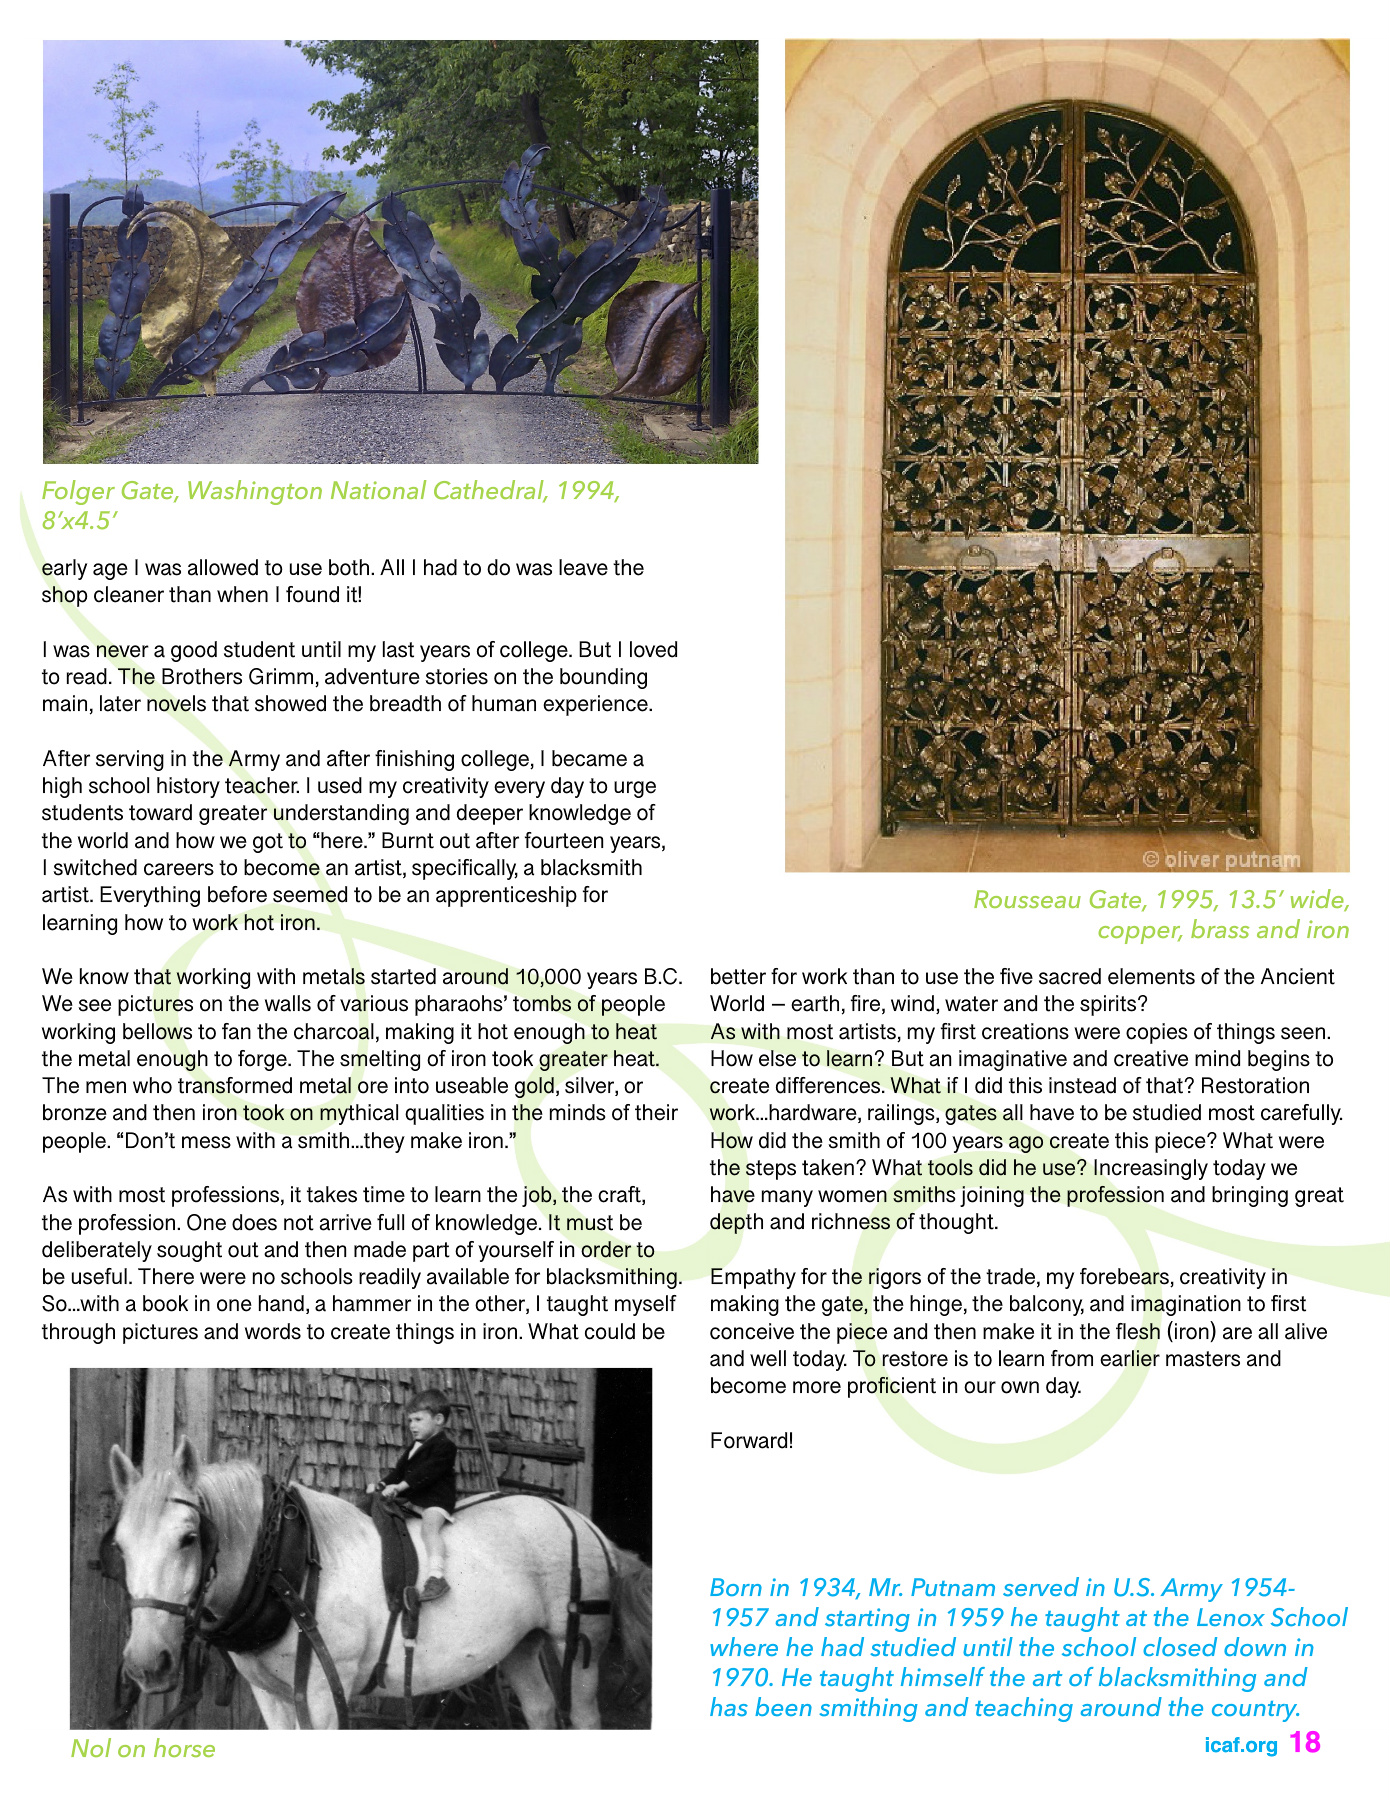 Folger Gate, Washington National Cathedral, 1994,
8’x4.5’
early age I was allowed to use both. All I had to do was leave the
shop cleaner than when I found it!
I was never a good student until my last years of college. But I loved
to read. The Brothers Grimm, adventure stories on the bounding
main, later novels that showed the breadth of human experience.
After serving in the Army and after finishing college, I became a
high school history teacher. I used my creativity every day to urge
students toward greater understanding and deeper knowledge of
the world and how we got to “here.” Burnt out after fourteen years,
I switched careers to become an artist, specifically, a blacksmith
artist. Everything before seemed to be an apprenticeship for
learning how to work hot iron.
We know that working with metals started around 10,000 years B.C.
We see pictures on the walls of various pharaohs’ tombs of people
working bellows to fan the charcoal, making it hot enough to heat
the metal enough to forge. The smelting of iron took greater heat.
The men who transformed metal ore into useable gold, silver, or
bronze and then iron took on mythical qualities in the minds of their
people. “Don’t mess with a smith...they make iron.”
As with most professions, it takes time to learn the job, the craft,
the profession. One does not arrive full of knowledge. It must be
deliberately sought out and then made part of yourself in order to
be useful. There were no schools readily available for blacksmithing.
So...with a book in one hand, a hammer in the other, I taught myself
through pictures and words to create things in iron. What could be
Nol on horse
© oliver putnam
Rousseau Gate, 1995, 13.5’ wide,
copper, brass and iron
better for work than to use the five sacred elements of the Ancient
World – earth, fire, wind, water and the spirits?
As with most artists, my first creations were copies of things seen.
How else to learn? But an imaginative and creative mind begins to
create differences. What if I did this instead of that? Restoration
work...hardware, railings, gates all have to be studied most carefully.
How did the smith of 100 years ago create this piece? What were
the steps taken? What tools did he use? Increasingly today we
have many women smiths joining the profession and bringing great
depth and richness of thought.
Empathy for the rigors of the trade, my forebears, creativity in
making the gate, the hinge, the balcony, and imagination to first
conceive the piece and then make it in the flesh (iron) are all alive
and well today. To restore is to learn from earlier masters and
become more proficient in our own day.
Forward!
Born in 1934, Mr. Putnam served in U.S. Army 1954-
1957 and starting in 1959 he taught at the Lenox School
where he had studied until the school closed down in
1970. He taught himself the art of blacksmithing and
has been smithing and teaching around the country.
icaf.org 18